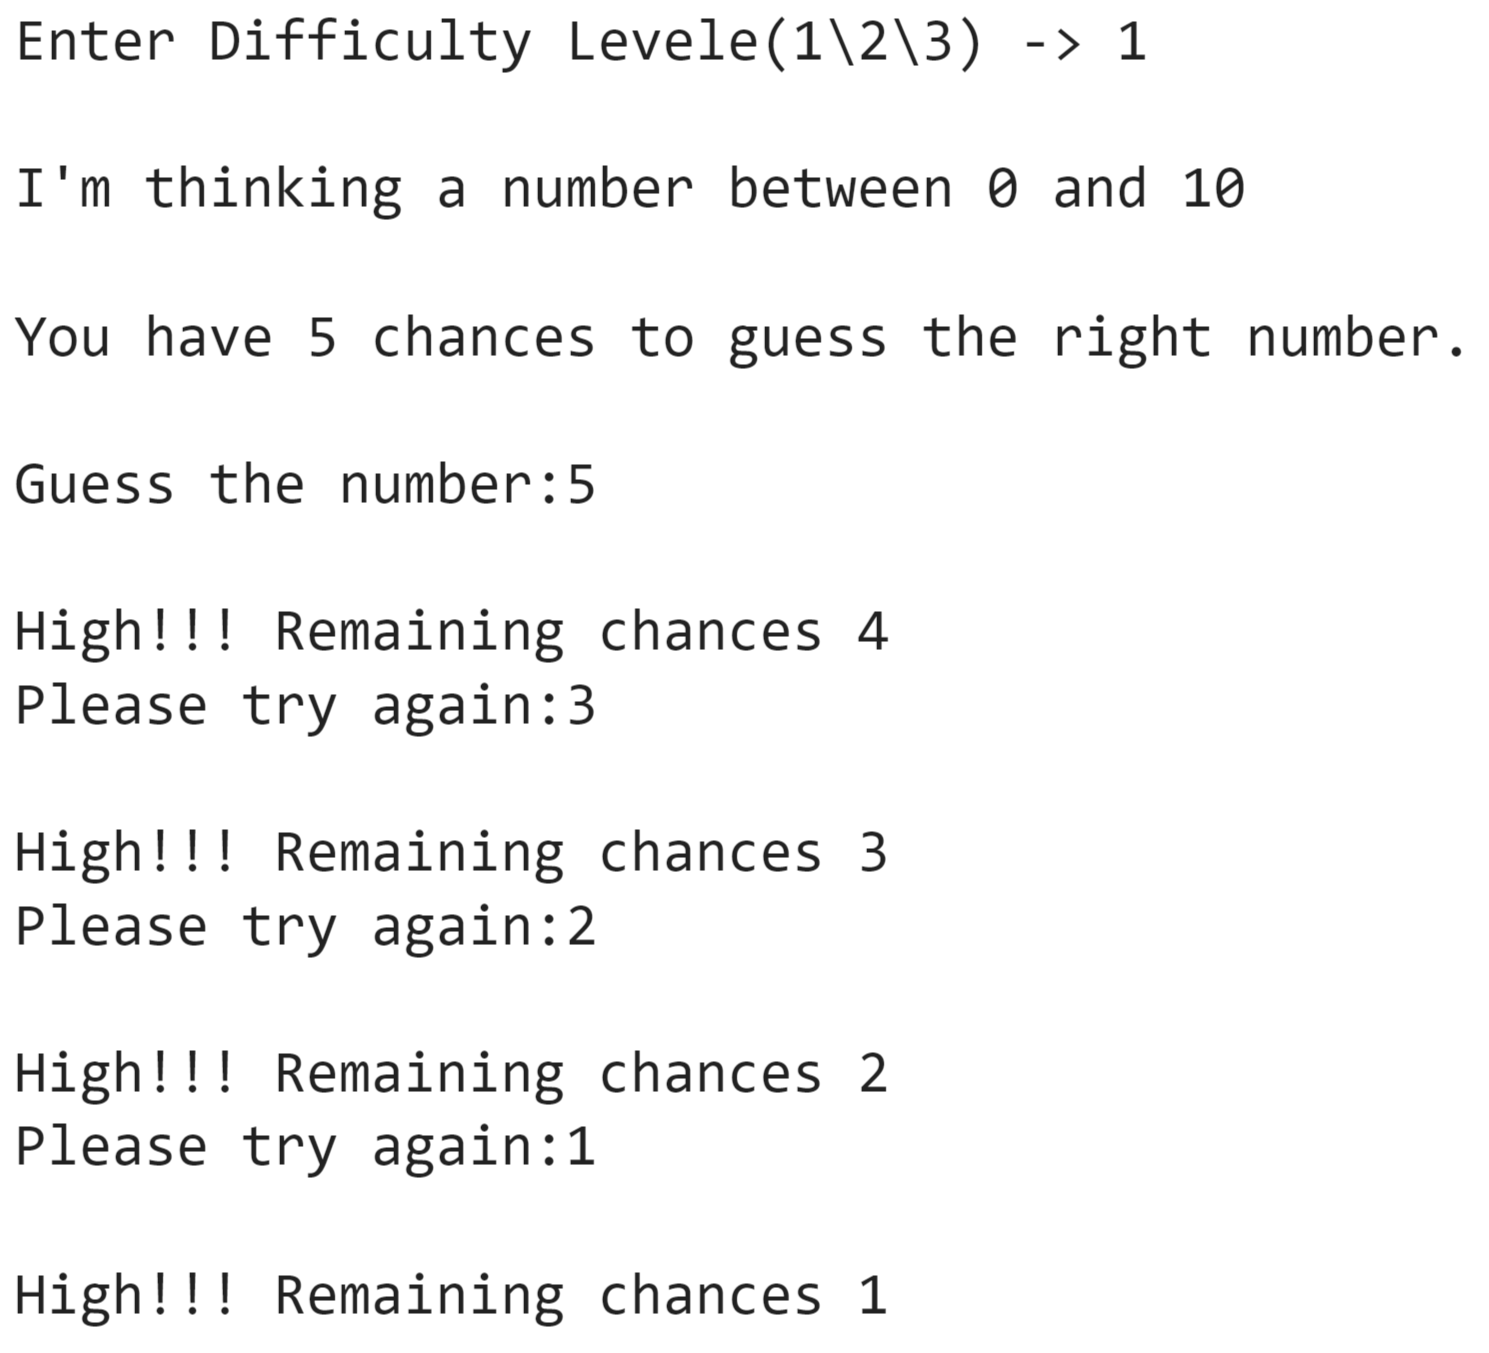 Enter Difficulty Levele(1\2\3) -> 1
I'm thinking a number between 0 and 10
You have 5 chances to guess the right number.
Guess the number:5
High!!! Remaining chances 4
Please try again:3
High!!! Remaining chances 3
Please try again:2
High!!! Remaining chances 2
Please try again:1
High!!! Remaining chances 1